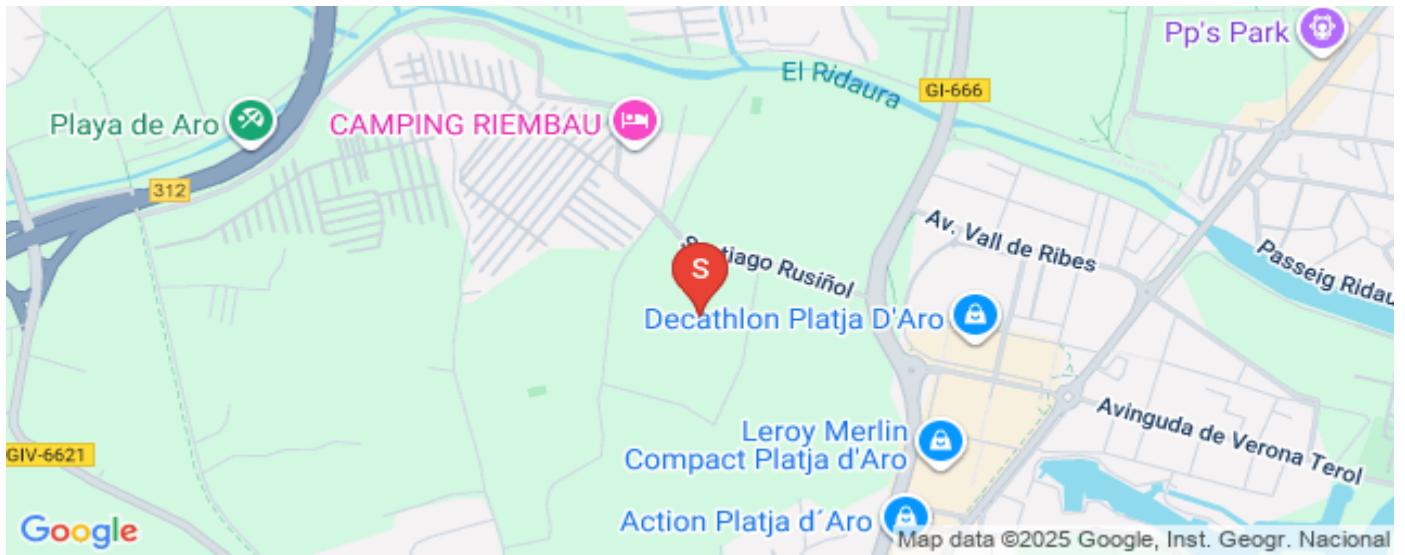 Pp's Park
El Ridaura
GI-666
Playa de Aro
CAMPING RIEMBAU
312
Av. Vall de Ribes
S
tiago Rusiñol
Passeig Ridau
Decathlon Platja D'Aro
Avinguda de Verona Terol
Leroy Merlin
Compact Platja d'Aro
GIV-6621
Action Platja d´Aro
Google
Map data ©2025 Google, Inst. Geogr. Nacional